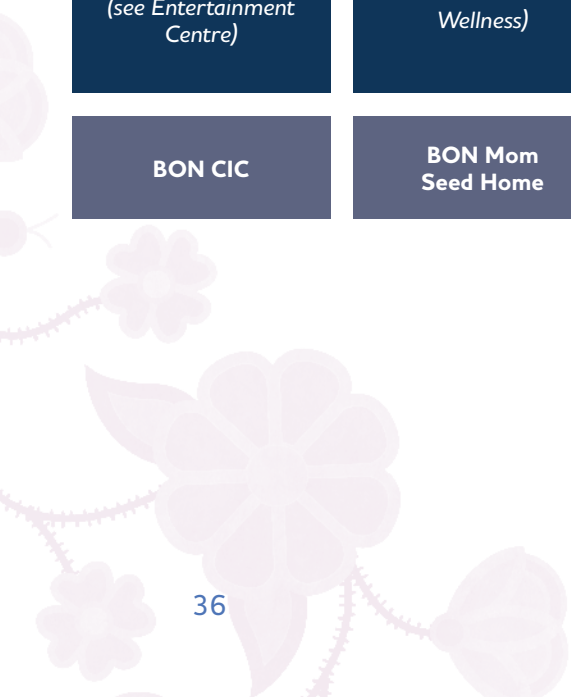 (see Entertainment
Centre)
Wellness)
BON CIC
BON Mom
Seed Home
36